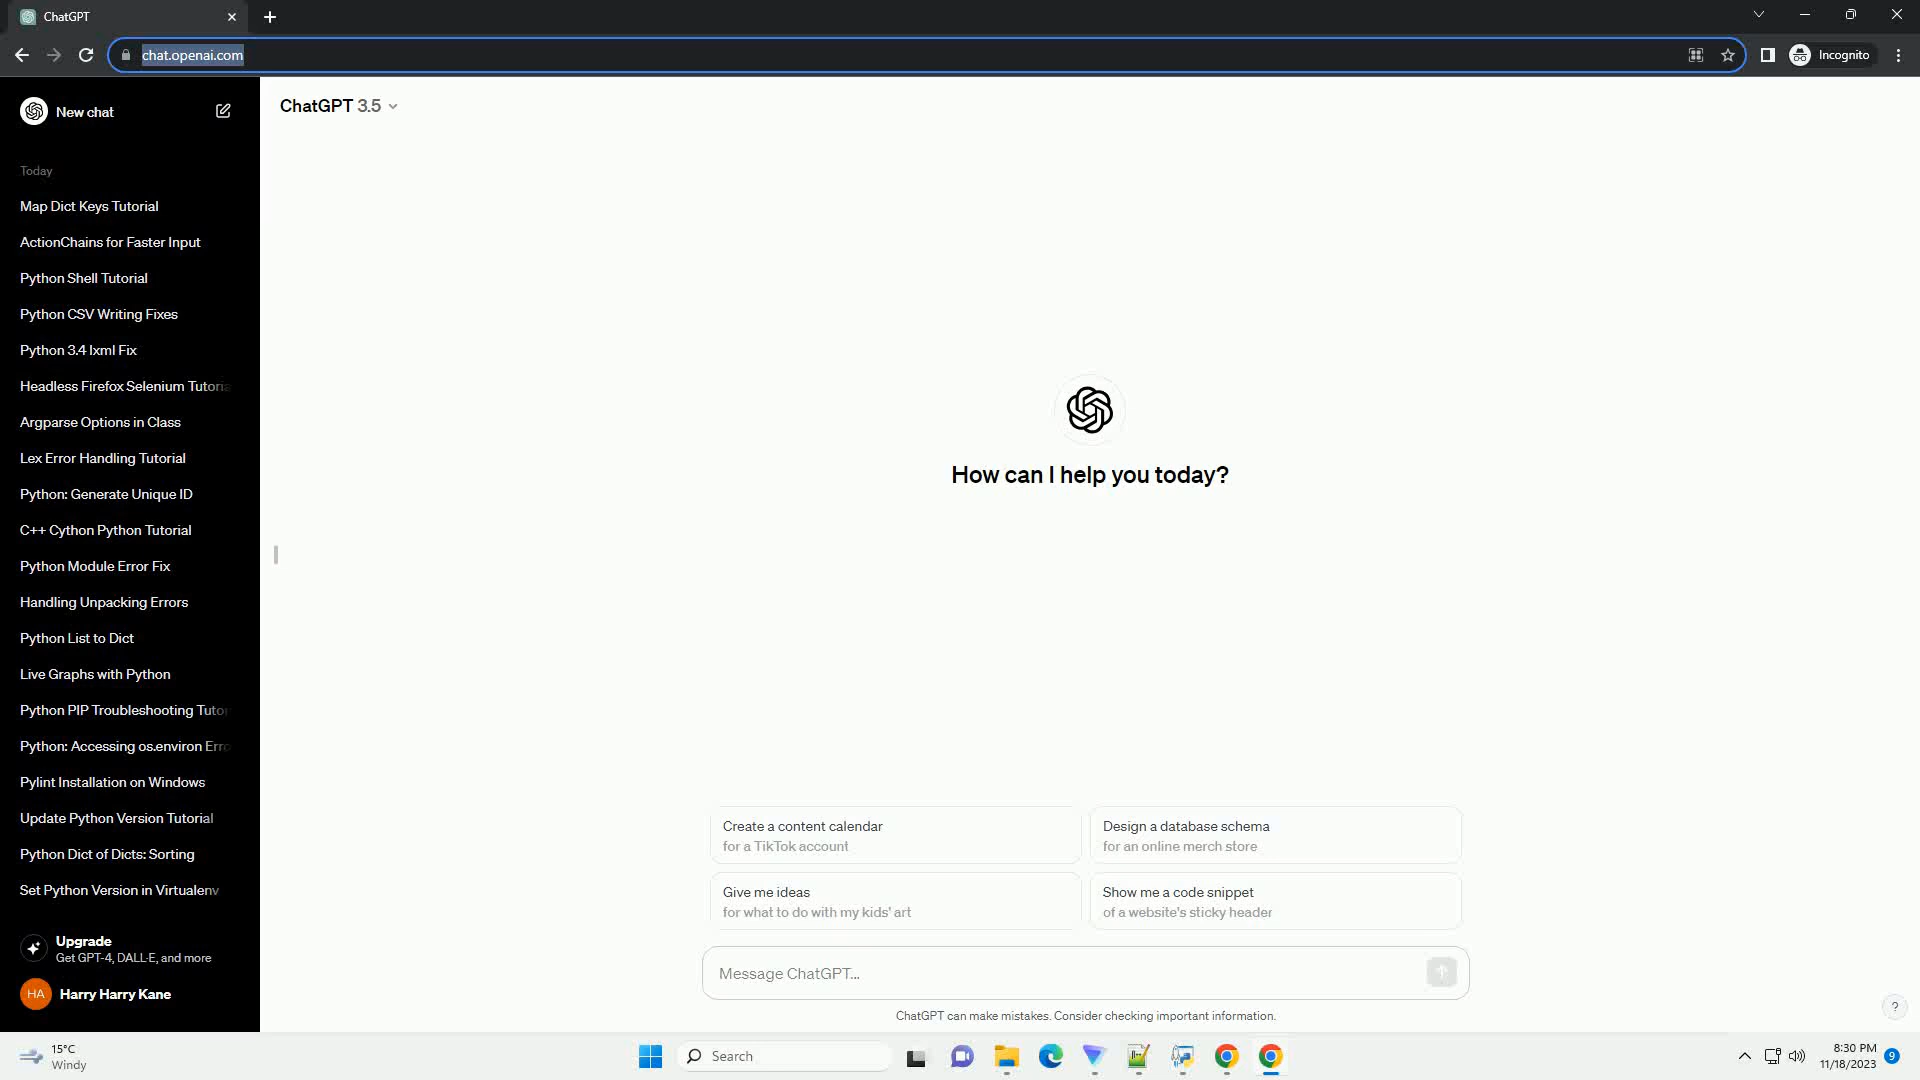 ChatGPT
chat.openai.com
Incognito
New chat
ChatGPT 3.5
Today
Map Dict Keys Tutorial
ActionChains for Faster Input
Python Shell Tutorial
Python CSV Writing Fixes
Python 3.4 lxml Fix
Headless Firefox Selenium Tutoria
Argparse Options in Class
Lex Error Handling Tutorial
Python: Generate Unique ID
C++ Cython Python Tutorial
Python Module Error Fix
Handling Unpacking Errors
Python List to Dict
Live Graphs with Python
Python PIP Troubleshooting Tutor
Python: Accessing os.environ Erro
Pylint Installation on Windows
Update Python Version Tutorial
Python Dict of Dicts: Sorting
Set Python Version in Virtualenv
Upgrade
Get GPT-4, DALL·E, and more
HA
Harry Harry Kane
How can I help you today?
Create a content calendar
for a TikTok account
Design a database schema
for an online merch store
Give me ideas
for what to do with my kids' art
Show me a code snippet
of a website's sticky header
Message ChatGPT...
ChatGPT can make mistakes. Consider checking important information.
?
15°C
Windy
Search
8:30 PM
11/18/2023
9